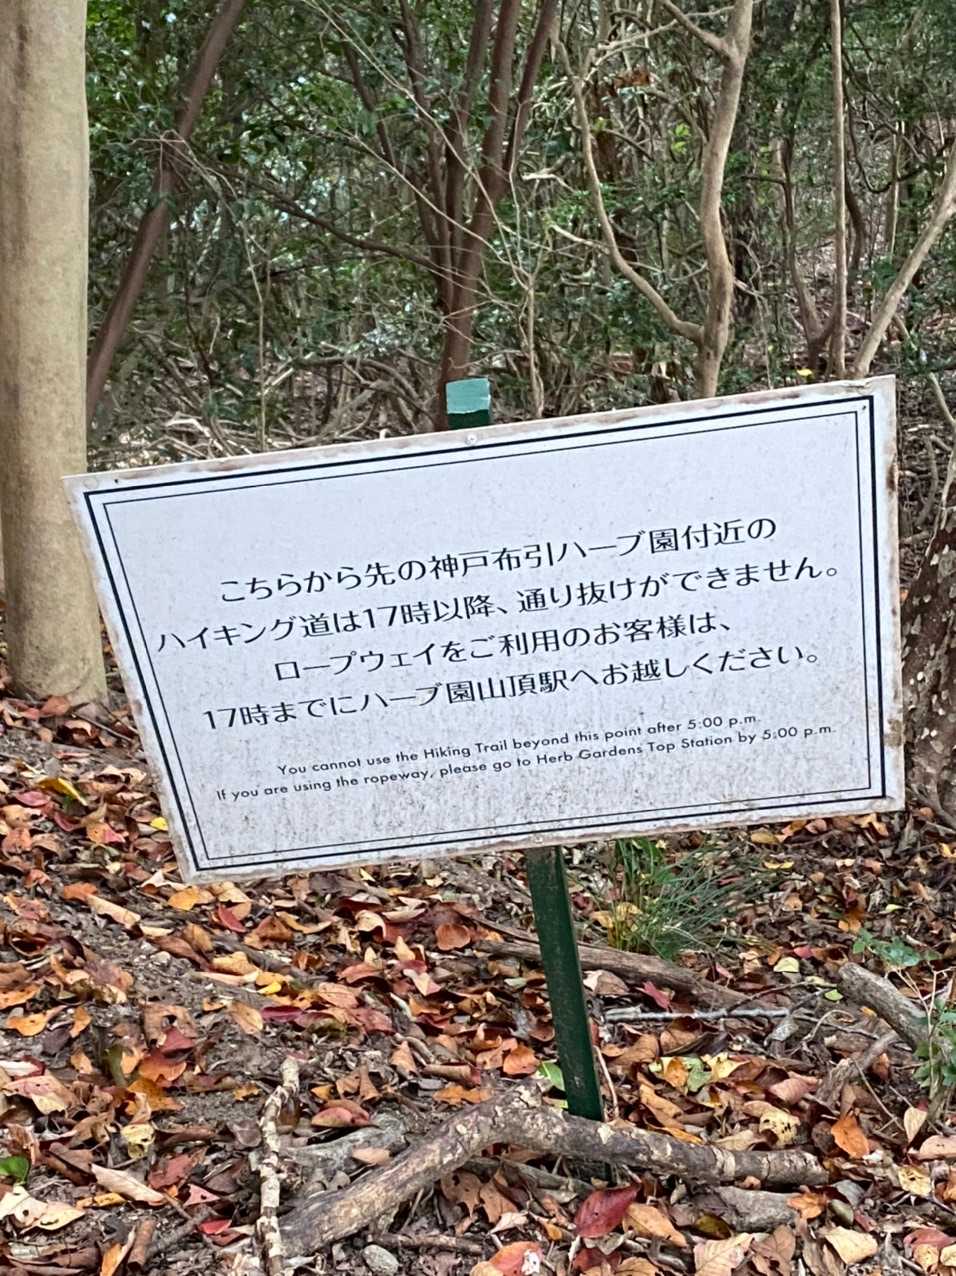 こちらから先の神戸布引ハーブ園付近の
ハイキング道は17時以降、通り抜けができません。
ロープウェイをご利用のお客様は、
17時までにハーブ園山頂駅へお越しください。
You cannot use the Hiking Trail beyond this point after 5:00 p.m.
If you are using the ropeway, please go to Herb Gardens Top Station by 5:00 p.m.